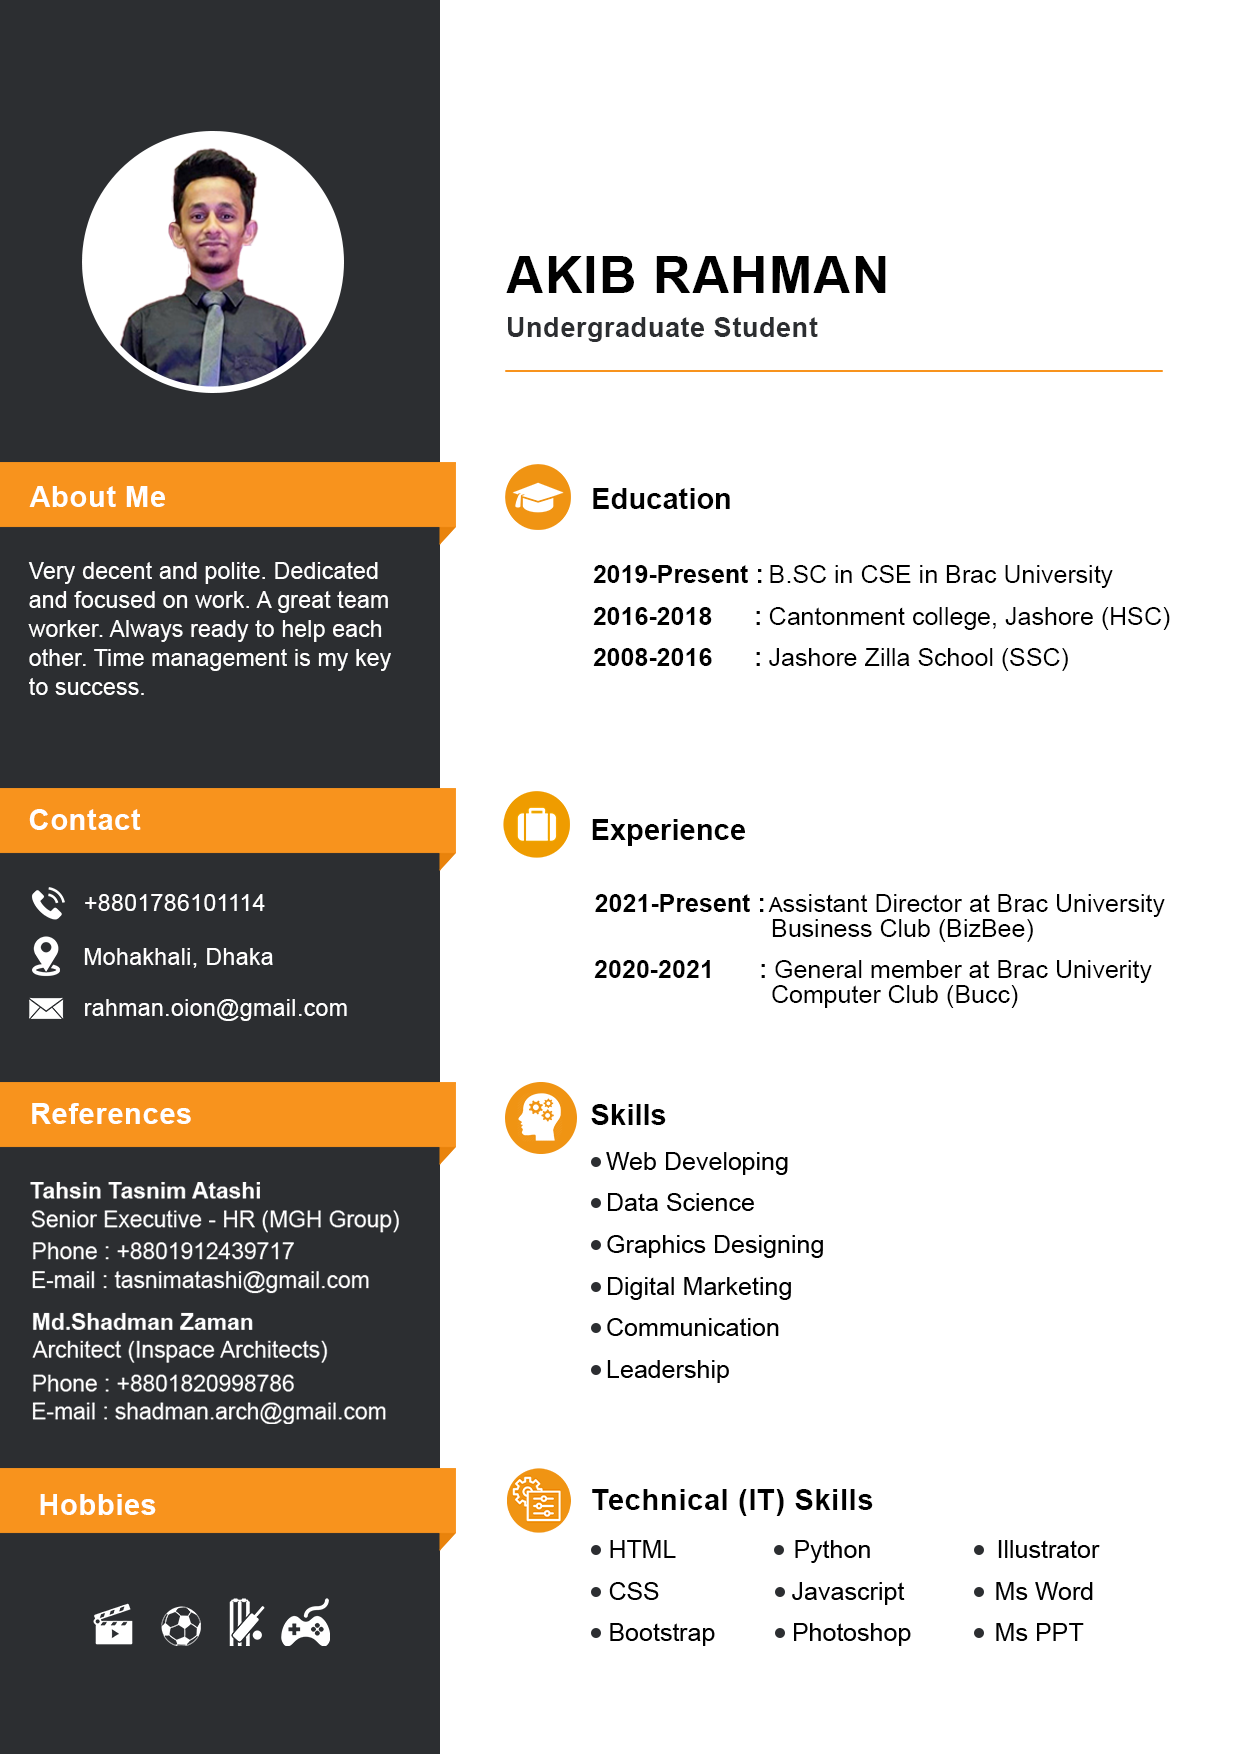 AKIB RAHMAN
Undergraduate Student
About Me
Very decent and polite. Dedicated
and focused on work. A great team
worker. Always ready to help each
other. Time management is my key
to success.
Contact
+8801786101114
Mohakhali, Dhaka
rahman.oion@gmail.com
References
Tahsin Tasnim Atashi
Senior Executive - HR (MGH Group)
Phone : +8801912439717
E-mail : tasnimatashi@gmail.com
Md.Shadman Zaman
Architect (Inspace Architects)
Phone : +8801820998786
E-mail : shadman.arch@gmail.com
Hobbies
Education
2019-Present : B.SC in CSE in Brac University
2016-2018 : Cantonment college, Jashore (HSC)
2008-2016 : Jashore Zilla School (SSC)
Experience
2021-Present : Assistant Director at Brac University
Business Club (BizBee)
2020-2021 : General member at Brac Univerity
Computer Club (Bucc)
Skills
• Web Developing
• Data Science
• Graphics Designing
• Digital Marketing
• Communication
• Leadership
Technical (IT) Skills
• HTML • Python • Illustrator
• CSS • Javascript • Ms Word
• Bootstrap • Photoshop • Ms PPT